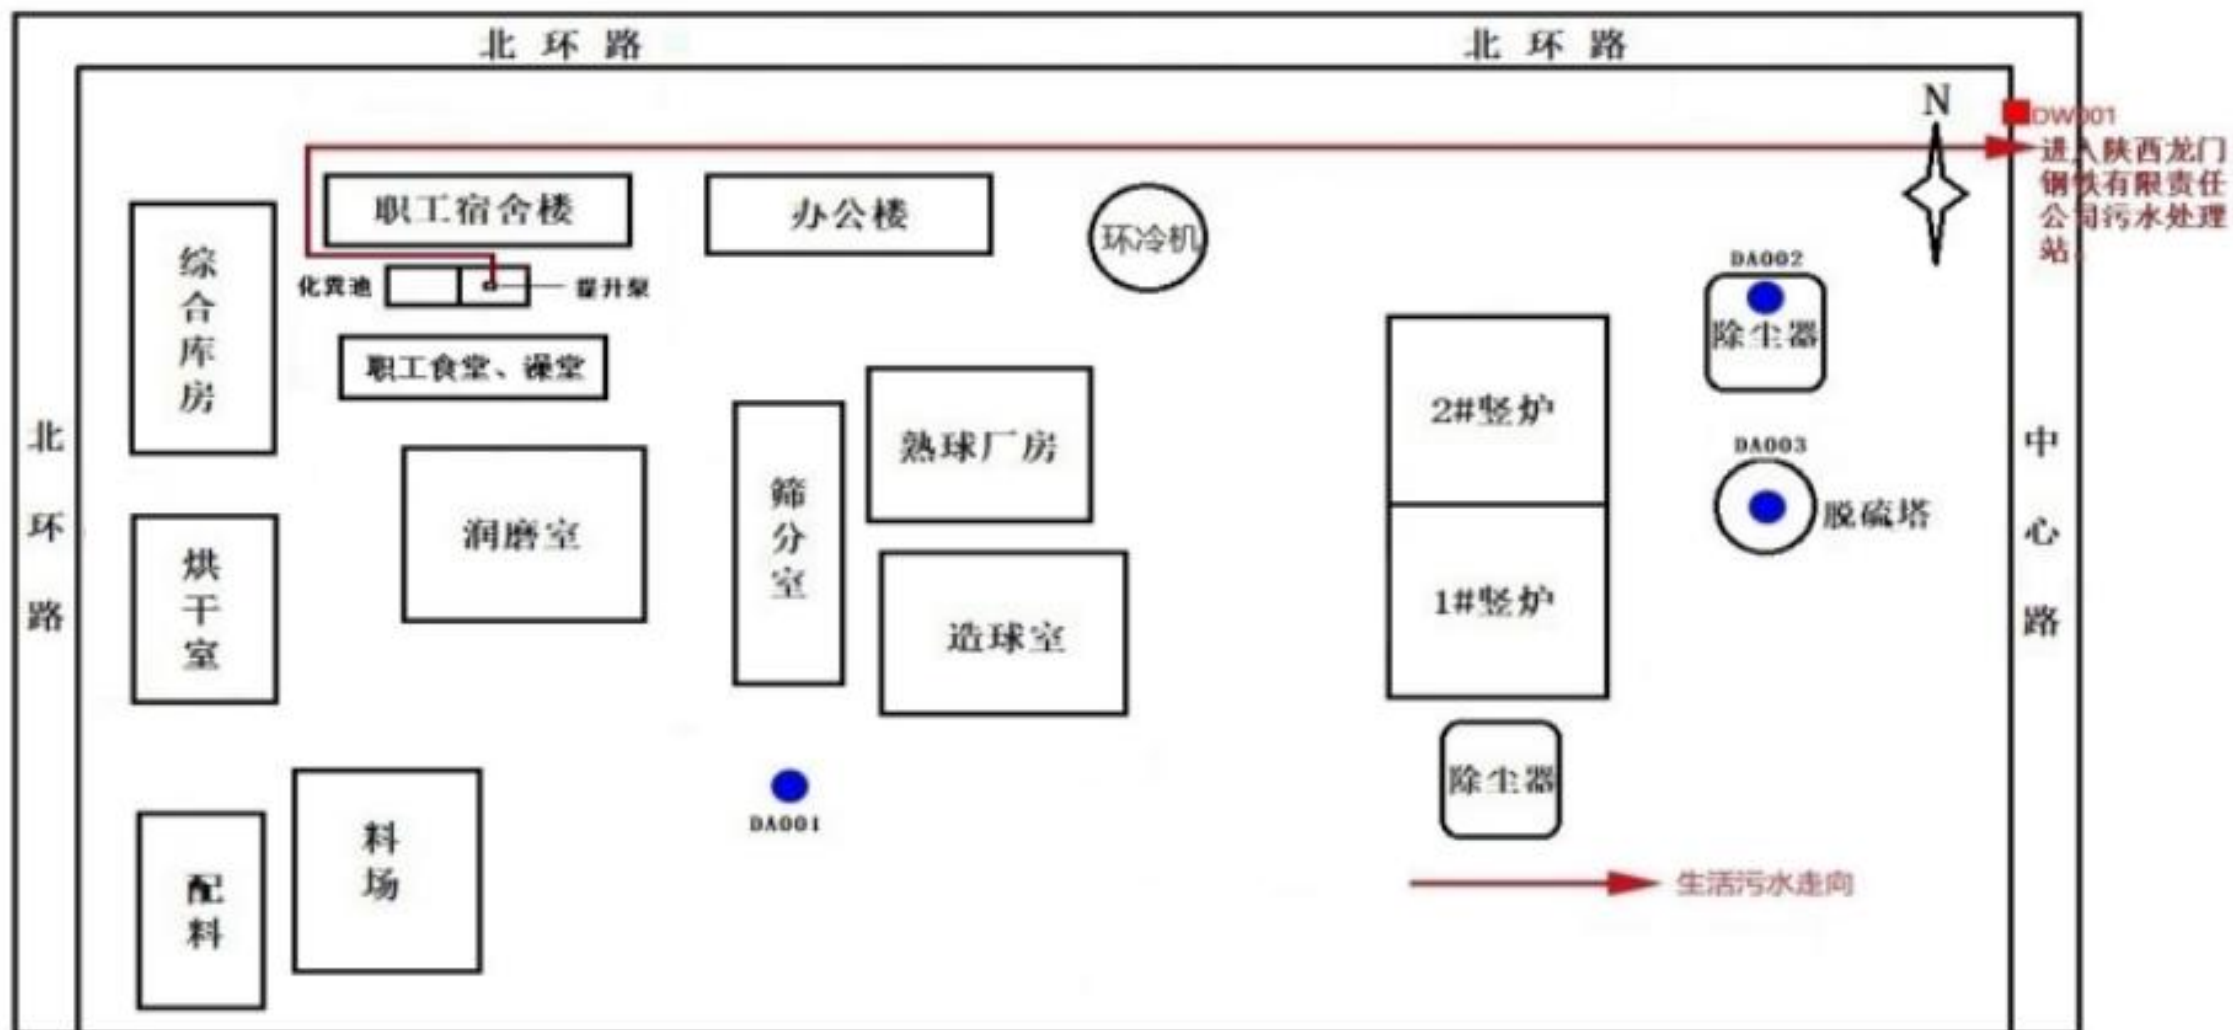 北环路
北环路
N
DW001
进入陕西龙门
钢铁有限责任
公司污水处理
站.
职工宿舍楼
办公楼
环冷机
综合库房
化粪池
提升泵
DA002
除尘器
职工食堂、澡堂
2#竖炉
熟球厂房
DA003
脱硫塔
北环路
中心路
筛分室
润磨室
烘干室
1#竖炉
造球室
除尘器
DA001
料场
配料
生活污水走向